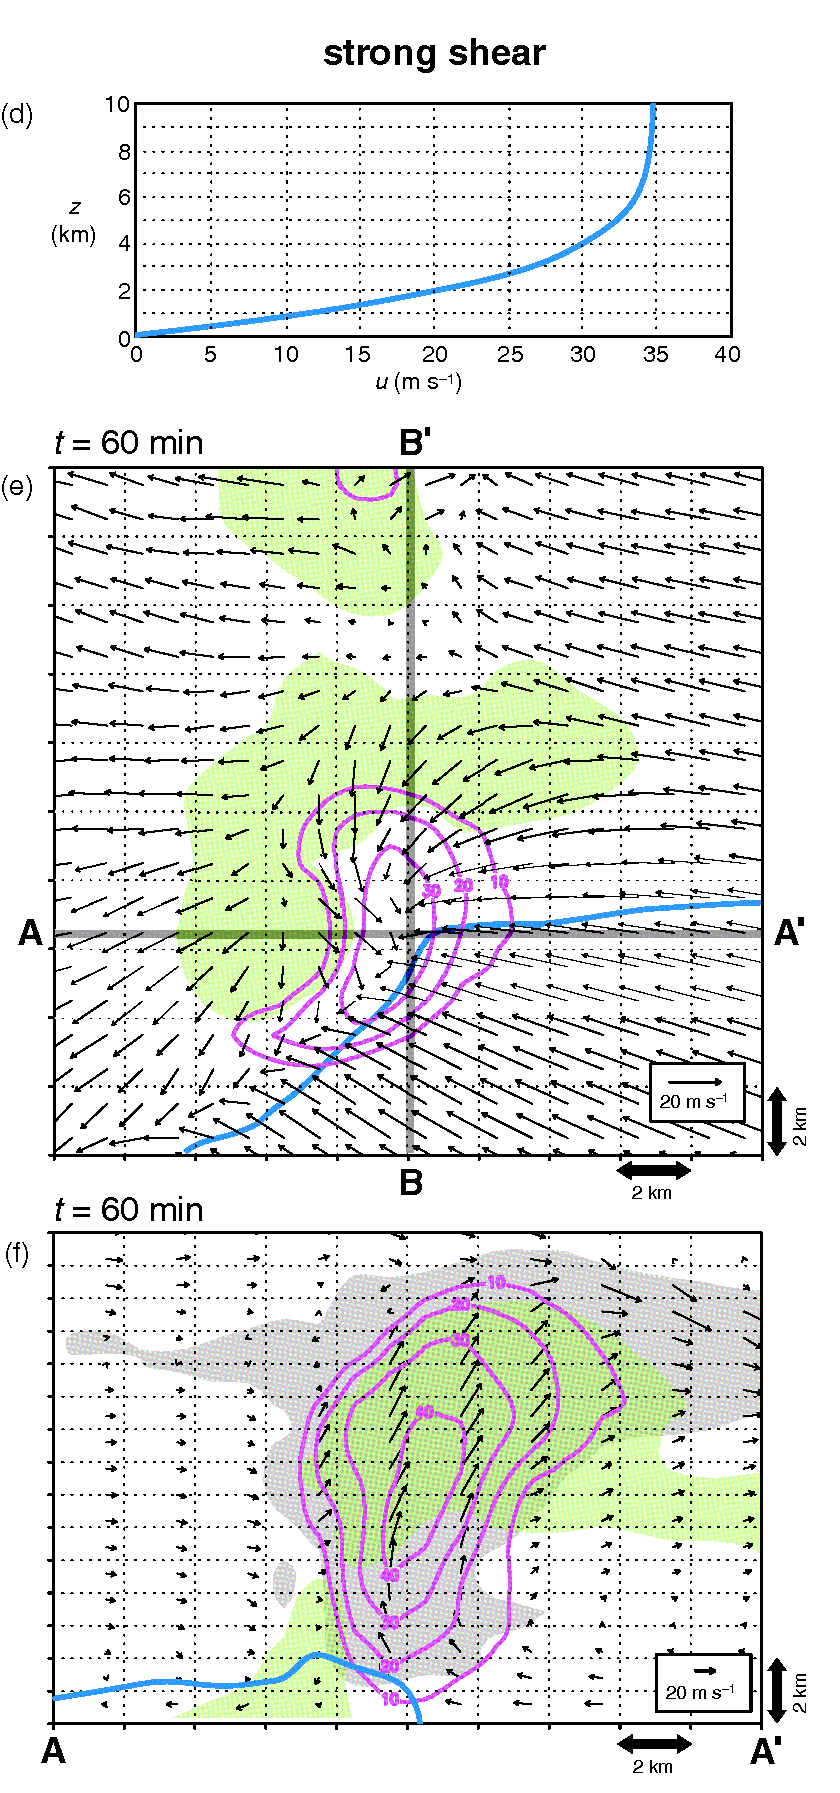 strong shear
(d)
10
8
6
4
2
0
z
(km)
0 5 10 15 20 25 30 35 40
u (m s⁻¹)
t = 60 min
B'
(e)
30 20 10
A
A'
20 m s⁻¹
2 km
B
2 km
t = 60 min
(f)
10
20
30
40
40
30
20
10
20 m s⁻¹
2 km
A
A'
2 km